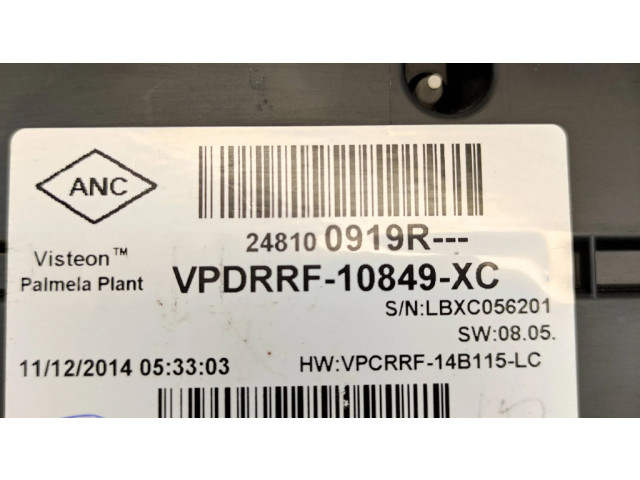 ANC
24810 0919R---
Visteon™
Palmela Plant
VPDRRF-10849-XC
S/N:LBXC056201
SW:08.05.
11/12/2014 05:33:03
HW:VPCRRF-14B115-LC